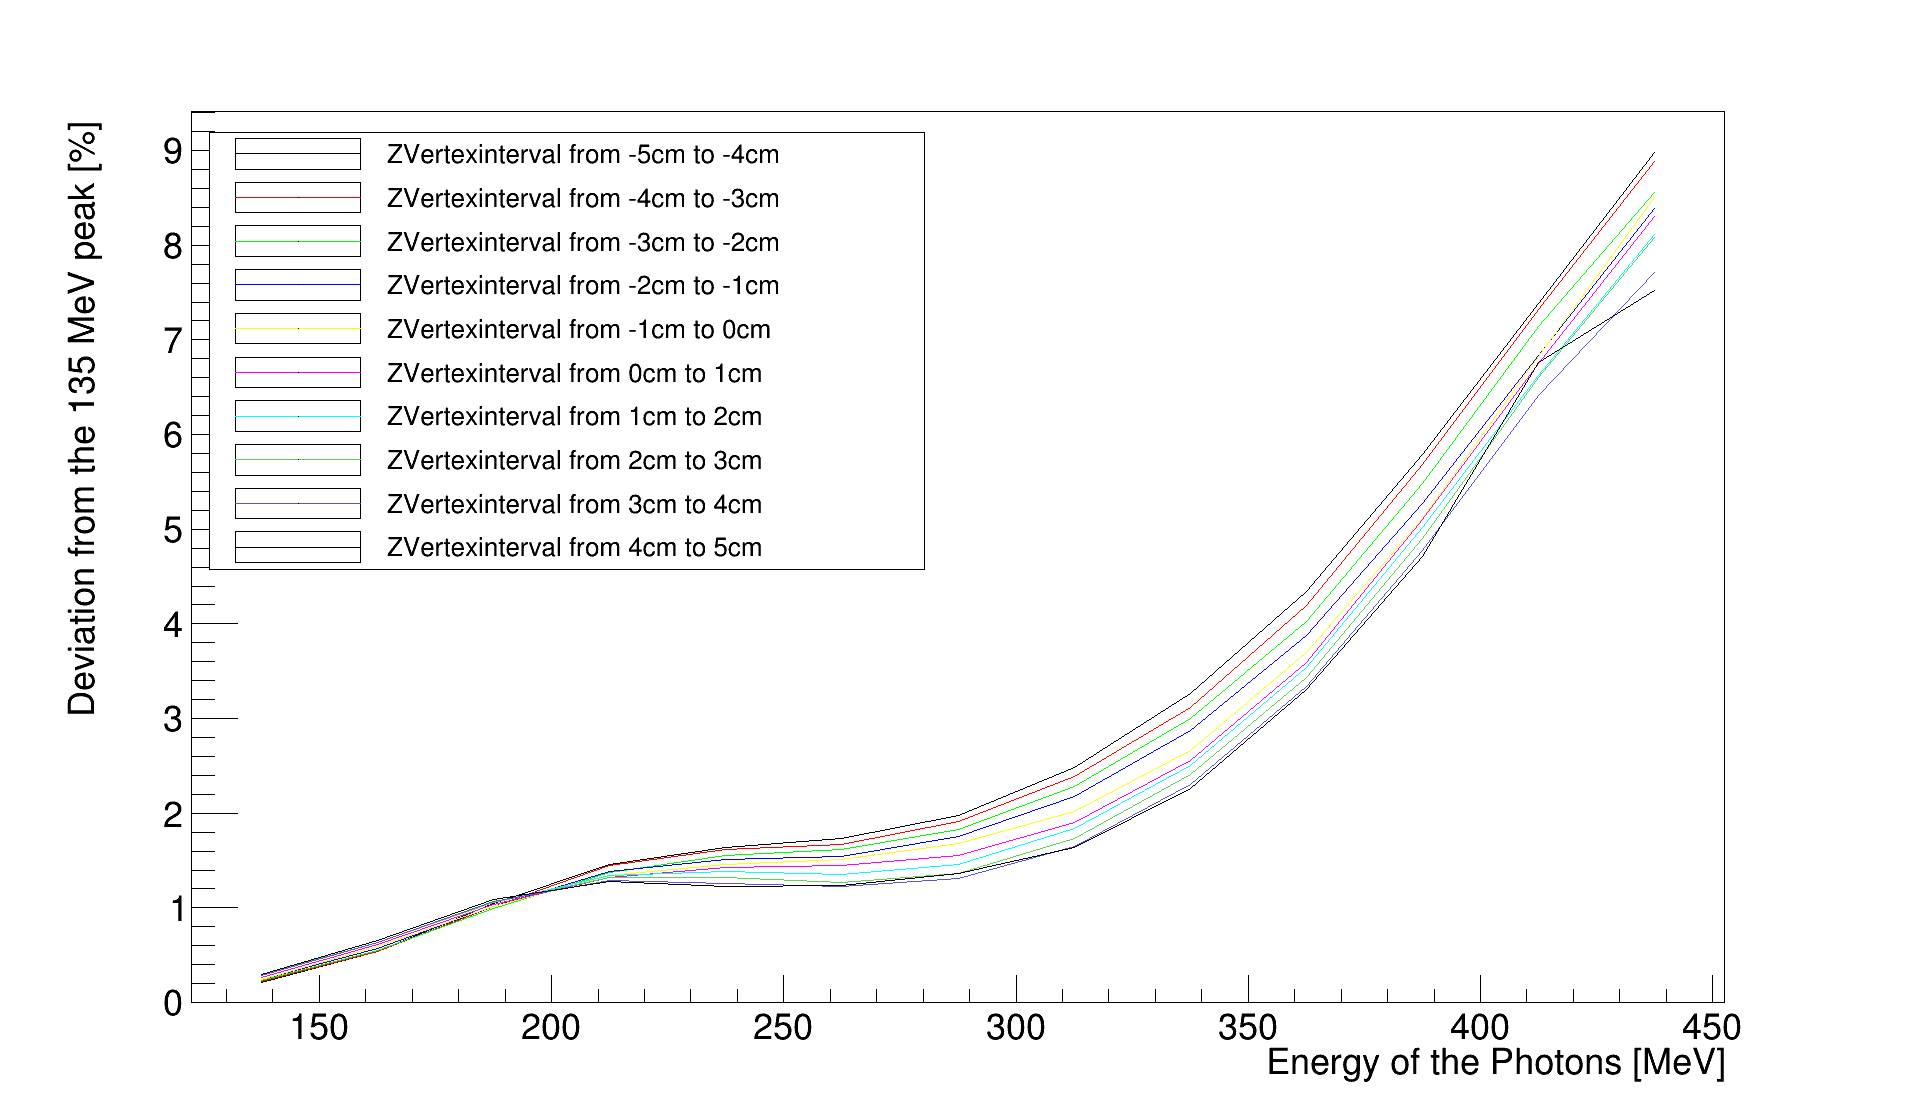 Deviation from the 135 MeV peak [%]
9
8
7
6
5
4
3
2
1
0
ZVertexinterval from -5cm to -4cm
ZVertexinterval from -4cm to -3cm
ZVertexinterval from -3cm to -2cm
ZVertexinterval from -2cm to -1cm
ZVertexinterval from -1cm to 0cm
ZVertexinterval from 0cm to 1cm
ZVertexinterval from 1cm to 2cm
ZVertexinterval from 2cm to 3cm
ZVertexinterval from 3cm to 4cm
ZVertexinterval from 4cm to 5cm
150 200 250 300 350 400 450
Energy of the Photons [MeV]